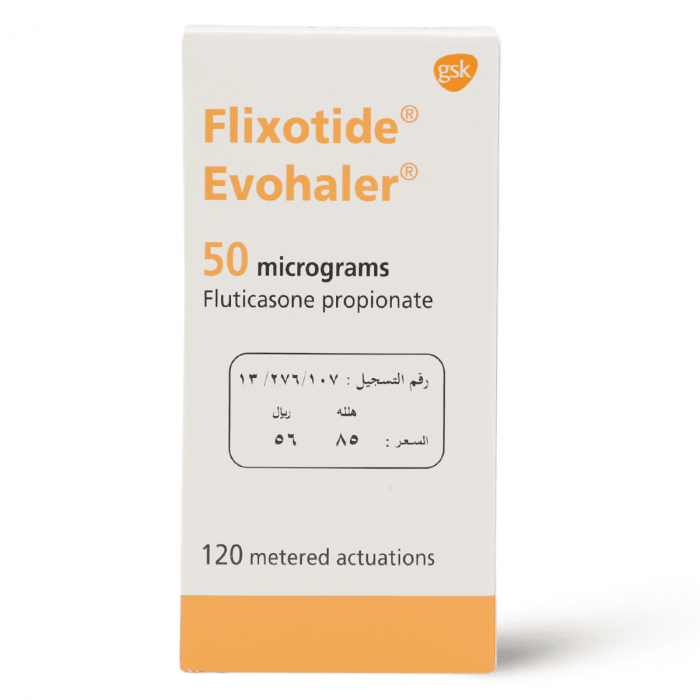 gsk
Flixotide®
Evohaler®
50 micrograms
Fluticasone propionate
رقم التسجيل : ١٠٧/٢٧٦/ ١٣
هلله ريال
السعر : ٨٥ ٥٦
120 metered actuations